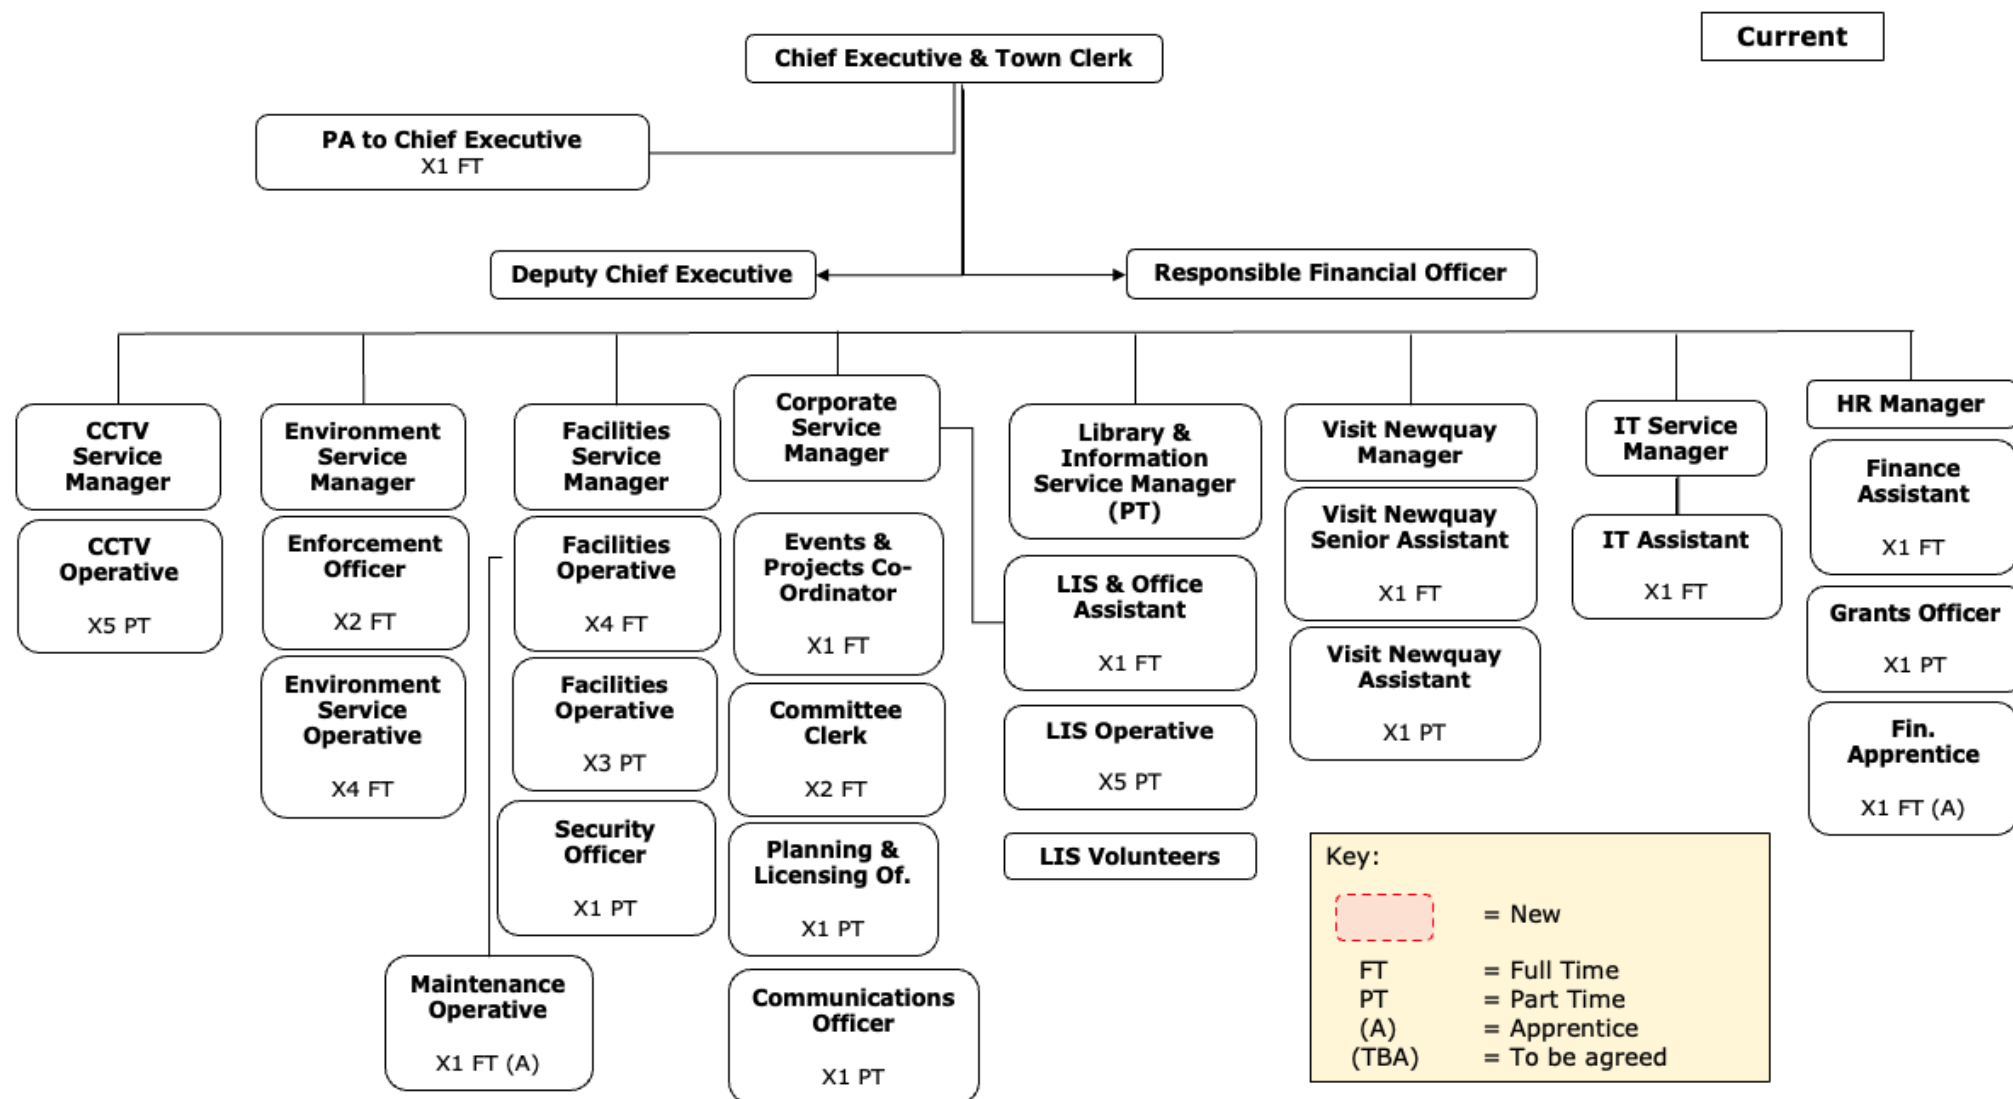 Current
Chief Executive & Town Clerk
PA to Chief Executive
X1 FT
Deputy Chief Executive
Responsible Financial Officer
CCTV
Service
Manager
CCTV
Operative
X5 PT
Environment
Service
Manager
Enforcement
Officer
X2 FT
Environment
Service
Operative
X4 FT
Facilities
Service
Manager
Facilities
Operative
X4 FT
Facilities
Operative
X3 PT
Security
Officer
X1 PT
Maintenance
Operative
X1 FT (A)
Corporate
Service
Manager
Events &
Projects Co-
Ordinator
X1 FT
Committee
Clerk
X2 FT
Planning &
Licensing Of.
X1 PT
Communications
Officer
X1 PT
Library &
Information
Service Manager
(PT)
LIS & Office
Assistant
X1 FT
LIS Operative
X5 PT
LIS Volunteers
Visit Newquay
Manager
Visit Newquay
Senior Assistant
X1 FT
Visit Newquay
Assistant
X1 PT
IT Service
Manager
IT Assistant
X1 FT
HR Manager
Finance
Assistant
X1 FT
Grants Officer
X1 PT
Fin.
Apprentice
X1 FT (A)
Key:
= New
FT = Full Time
PT = Part Time
(A) = Apprentice
(TBA) = To be agreed